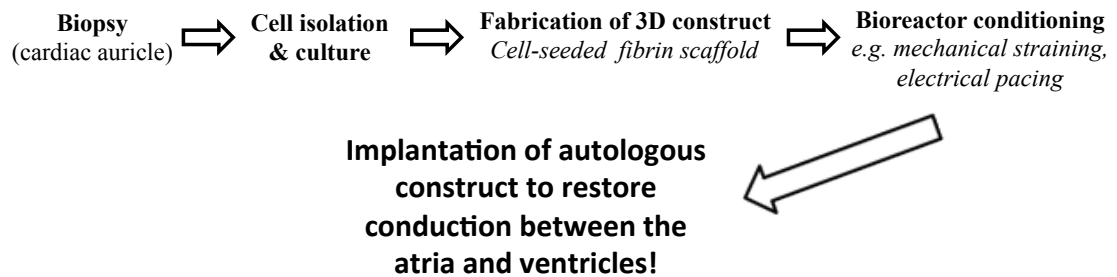 Biopsy
(cardiac auricle)
Cell isolation
& culture
Fabrication of 3D construct
Cell-seeded fibrin scaffold
Bioreactor conditioning
e.g. mechanical straining,
electrical pacing
Implantation of autologous
construct to restore
conduction between the
atria and ventricles!